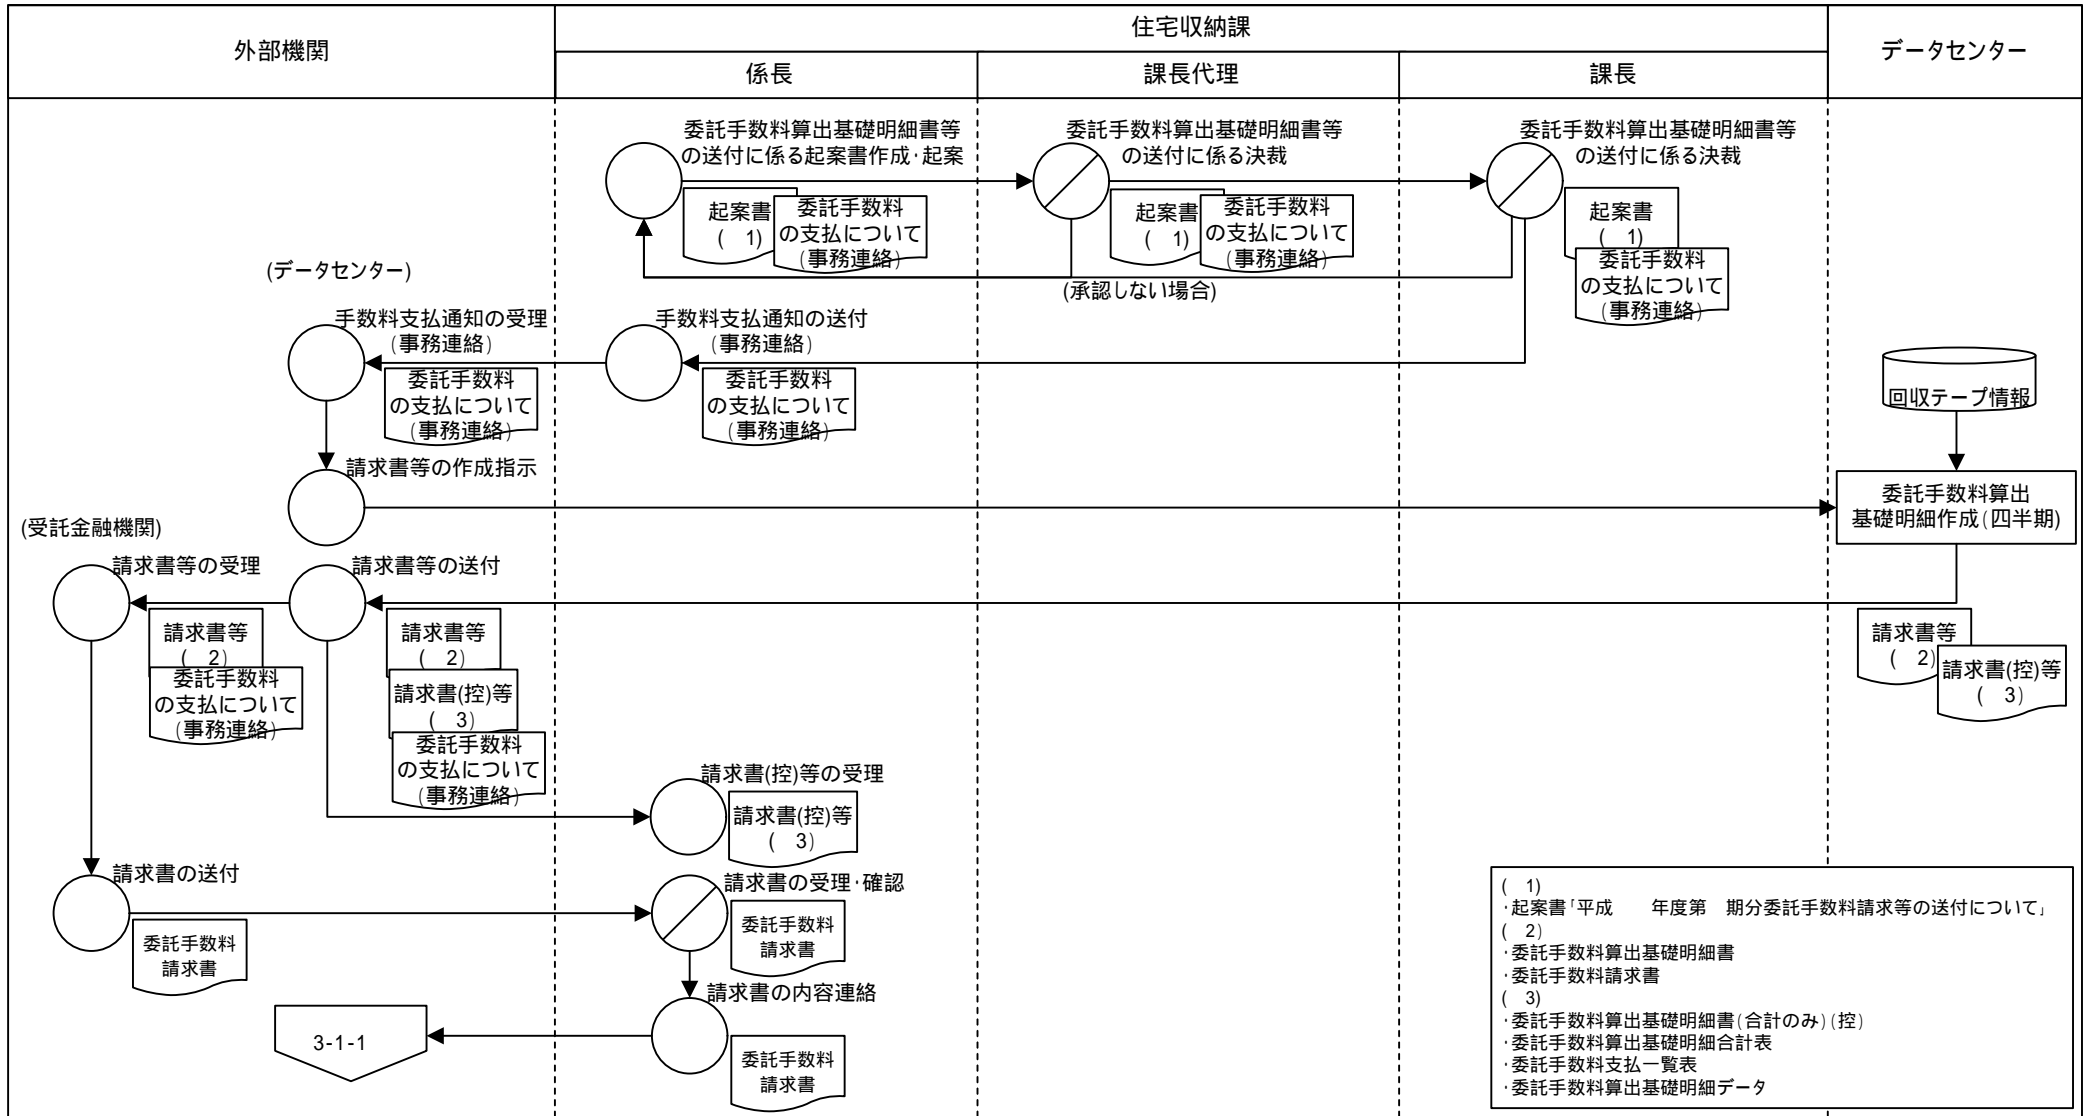 外部機関
住宅収納課
データセンター
係長
課長代理
課長
委託手数料算出基礎明細書等
の送付に係る起案書作成・起案
委託手数料算出基礎明細書等
の送付に係る決裁
委託手数料算出基礎明細書等
の送付に係る決裁
起案書
(　1)
委託手数料
の支払について
(事務連絡)
起案書
(　1)
委託手数料
の支払について
(事務連絡)
起案書
(　1)
委託手数料
の支払について
(事務連絡)
(承認しない場合)
(データセンター)
手数料支払通知の受理
(事務連絡)
手数料支払通知の送付
(事務連絡)
委託手数料
の支払について
(事務連絡)
委託手数料
の支払について
(事務連絡)
回収テープ情報
請求書等の作成指示
委託手数料算出
基礎明細作成(四半期)
(受託金融機関)
請求書等の受理
請求書等の送付
請求書等
(　2)
委託手数料
の支払について
(事務連絡)
請求書等
(　2)
請求書(控)等
(　3)
委託手数料
の支払について
(事務連絡)
請求書等
(　2)
請求書(控)等
(　3)
請求書(控)等の受理
請求書(控)等
(　3)
請求書の送付
委託手数料
請求書
請求書の受理・確認
委託手数料
請求書
請求書の内容連絡
委託手数料
請求書
3-1-1
(　1)
・起案書「平成　　年度第　期分委託手数料請求等の送付について」
(　2)
・委託手数料算出基礎明細書
・委託手数料請求書
(　3)
・委託手数料算出基礎明細書(合計のみ)(控)
・委託手数料算出基礎明細合計表
・委託手数料支払一覧表
・委託手数料算出基礎明細データ